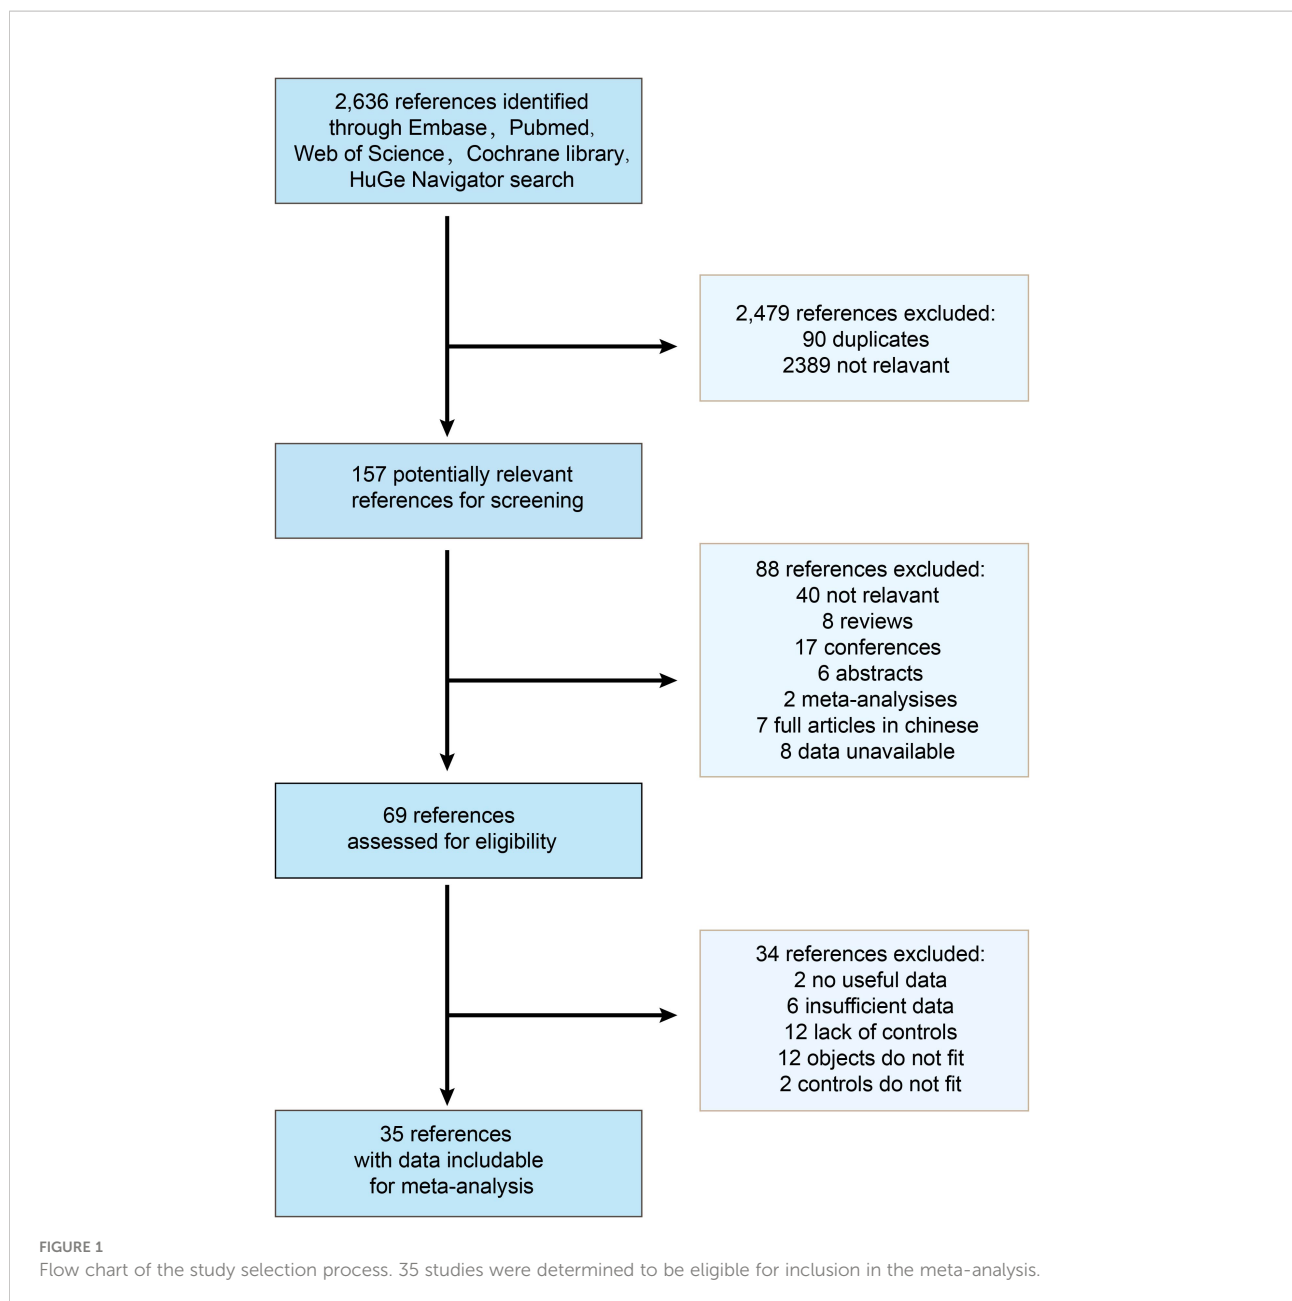 2,636 references identified
through Embase，Pubmed,
Web of Science，Cochrane library,
HuGe Navigator search
2,479 references excluded:
90 duplicates
2389 not relavant
157 potentially relevant
references for screening
88 references excluded:
40 not relavant
8 reviews
17 conferences
6 abstracts
2 meta-analysises
7 full articles in chinese
8 data unavailable
69 references
assessed for eligibility
34 references excluded:
2 no useful data
6 insufficient data
12 lack of controls
12 objects do not fit
2 controls do not fit
35 references
with data includable
for meta-analysis
FIGURE 1
Flow chart of the study selection process. 35 studies were determined to be eligible for inclusion in the meta-analysis.